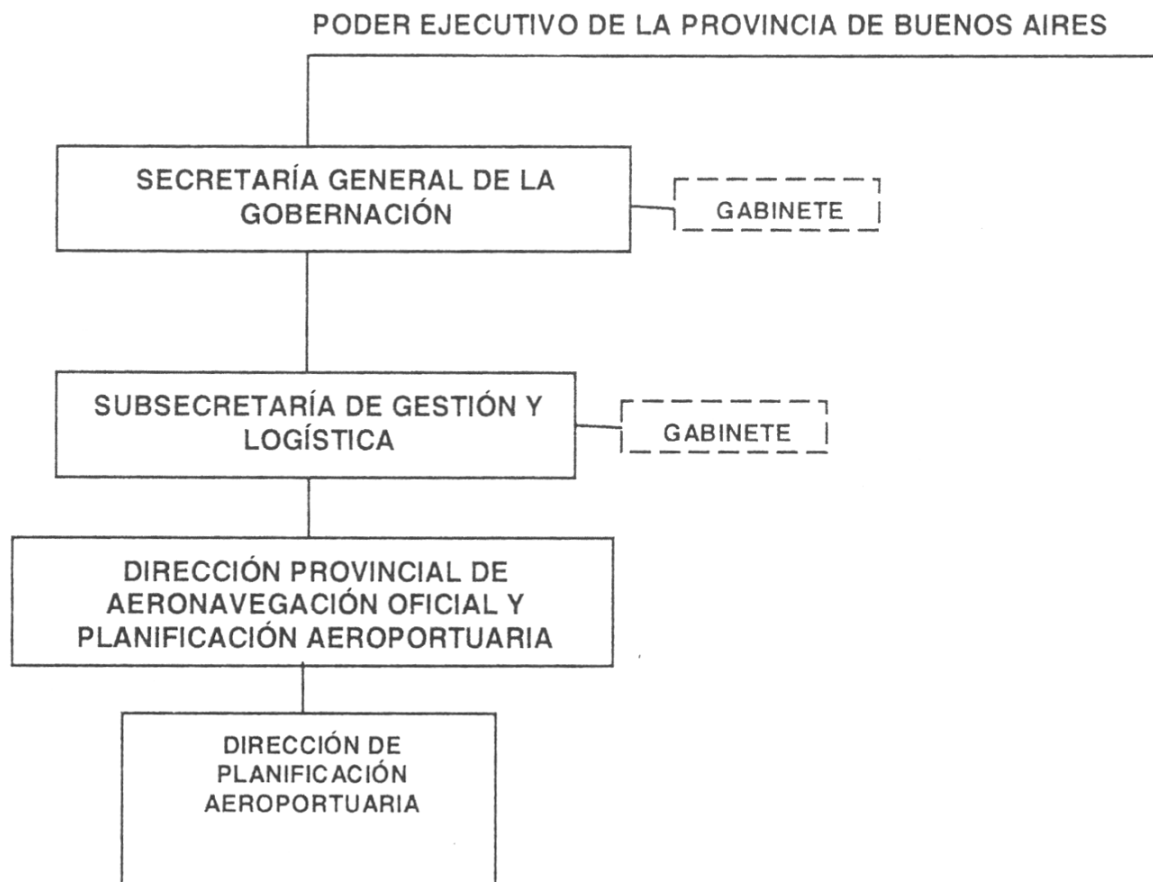 PODER EJECUTIVO DE LA PROVINCIA DE BUENOS AIRES
SECRETARÍA GENERAL DE LA
GOBERNACIÓN
GABINETE
SUBSECRETARÍA DE GESTIÓN Y
LOGÍSTICA
GABINETE
DIRECCIÓN PROVINCIAL DE
AERONAVEGACIÓN OFICIAL Y
PLANIFICACIÓN AEROPORTUARIA
DIRECCIÓN DE
PLANIFICACIÓN
AEROPORTUARIA